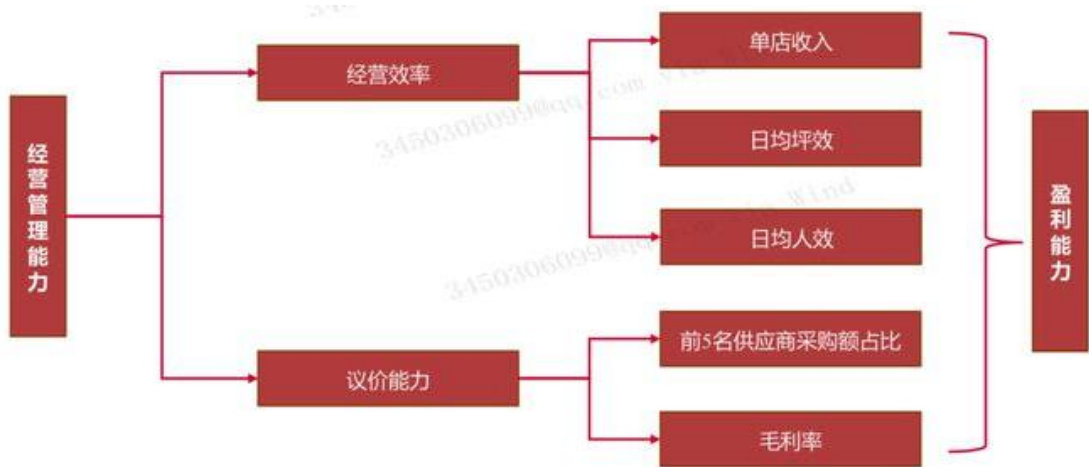 经营管理能力
经营效率
议价能力
单店收入
日均坪效
日均人效
前5名供应商采购额占比
毛利率
盈利能力